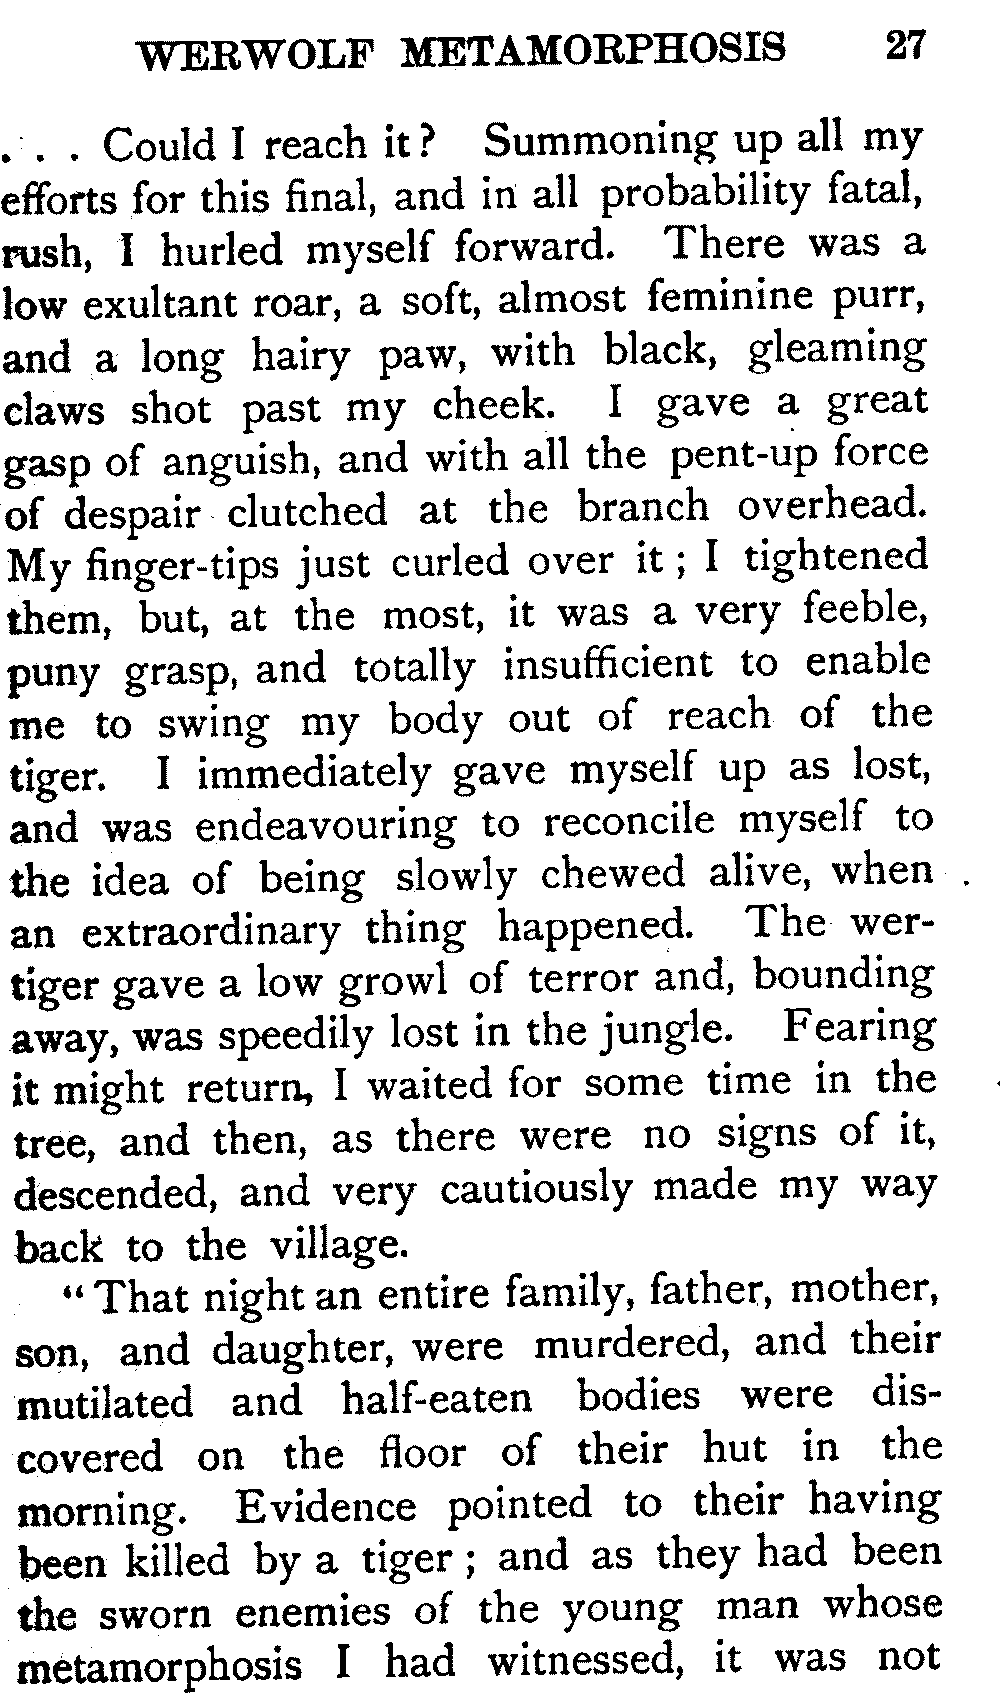 WERWOLF METAMORPHOSIS 27
. . . Could I reach it? Summoning up all my
efforts for this final, and in all probability fatal,
rush, I hurled myself forward. There was a
low exultant roar, a soft, almost feminine purr,
and a long hairy paw, with black, gleaming
claws shot past my cheek. I gave a great
gasp of anguish, and with all the pent-up force
of despair clutched at the branch overhead.
My finger-tips just curled over it; I tightened
them, but, at the most, it was a very feeble,
puny grasp, and totally insufficient to enable
me to swing my body out of reach of the
tiger. I immediately gave myself up as lost,
and was endeavouring to reconcile myself to
the idea of being slowly chewed alive, when
an extraordinary thing happened. The wer-
tiger gave a low growl of terror and, bounding
away, was speedily lost in the jungle. Fearing
it might return, I waited for some time in the
tree, and then, as there were no signs of it,
descended, and very cautiously made my way
back to the village.
"That night an entire family, father, mother,
son, and daughter, were murdered, and their
mutilated and half-eaten bodies were dis-
covered on the floor of their hut in the
morning. Evidence pointed to their having
been killed by a tiger; and as they had been
the sworn enemies of the young man whose
metamorphosis I had witnessed, it was not